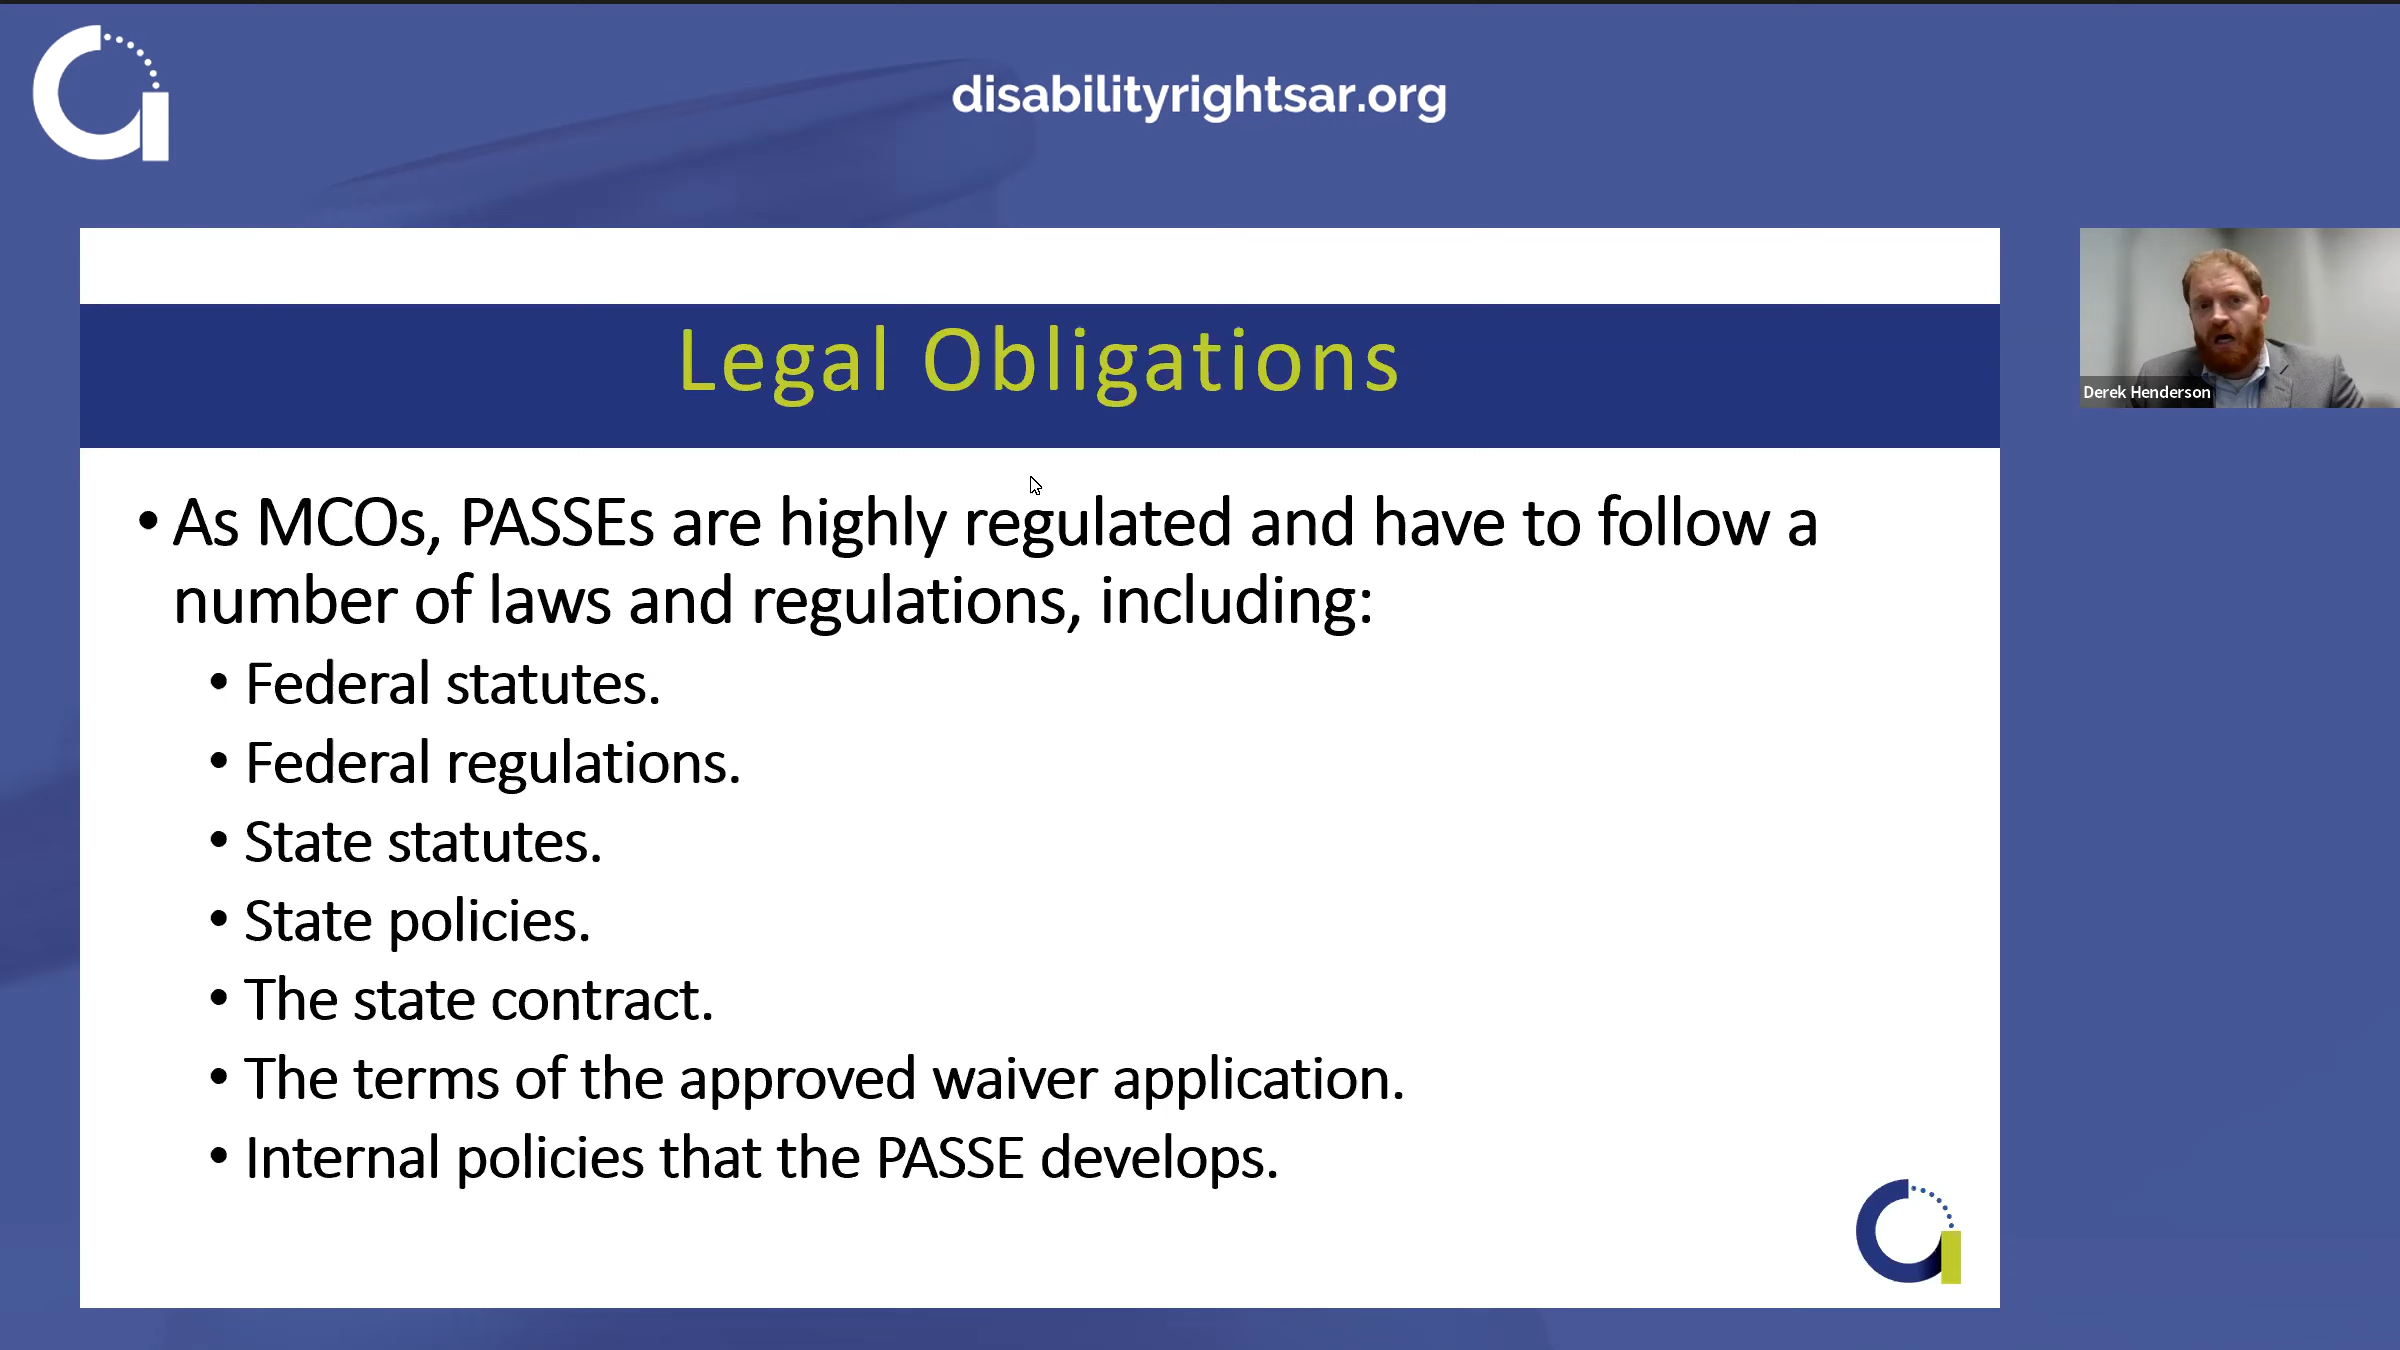 disabilityrightsar.org
Legal Obligations
Derek Henderson
• As MCOs, PASSEs are highly regulated and have to follow a
number of laws and regulations, including:
• Federal statutes.
• Federal regulations.
• State statutes.
• State policies.
• The state contract.
• The terms of the approved waiver application.
• Internal policies that the PASSE develops.